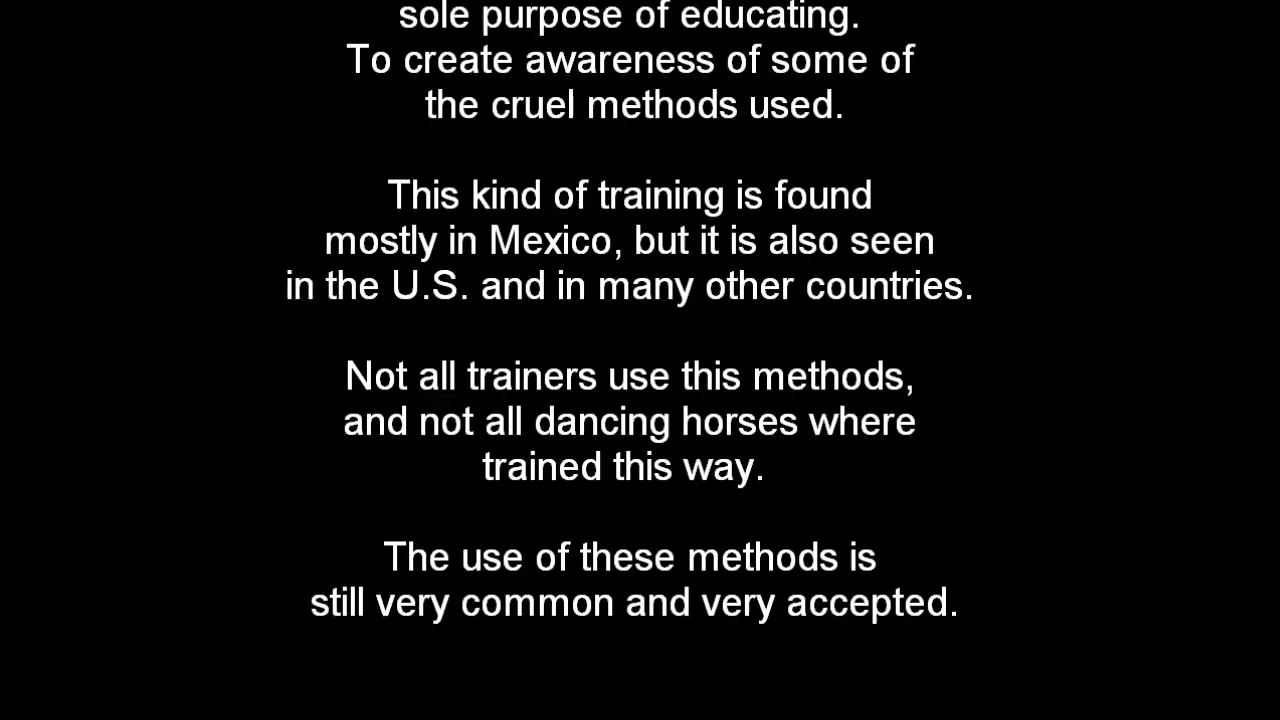 sole purpose of educating.
To create awareness of some of
the cruel methods used.
This kind of training is found
mostly in Mexico, but it is also seen
in the U.S. and in many other countries.
Not all trainers use this methods,
and not all dancing horses where
trained this way.
The use of these methods is
still very common and very accepted.